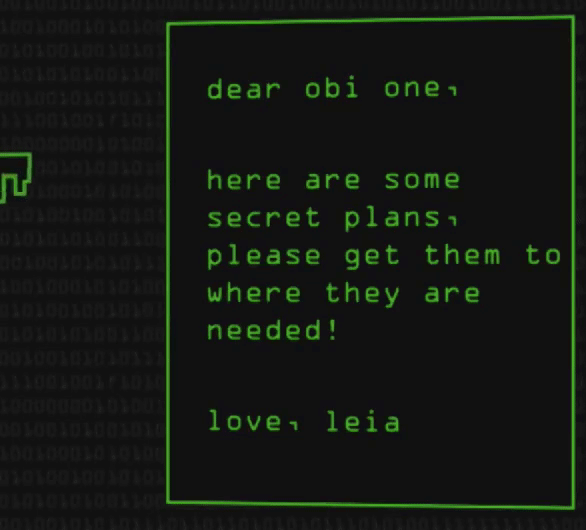 dear obi one,
here are some
secret plans,
please get them to
where they are
needed!
love, leia